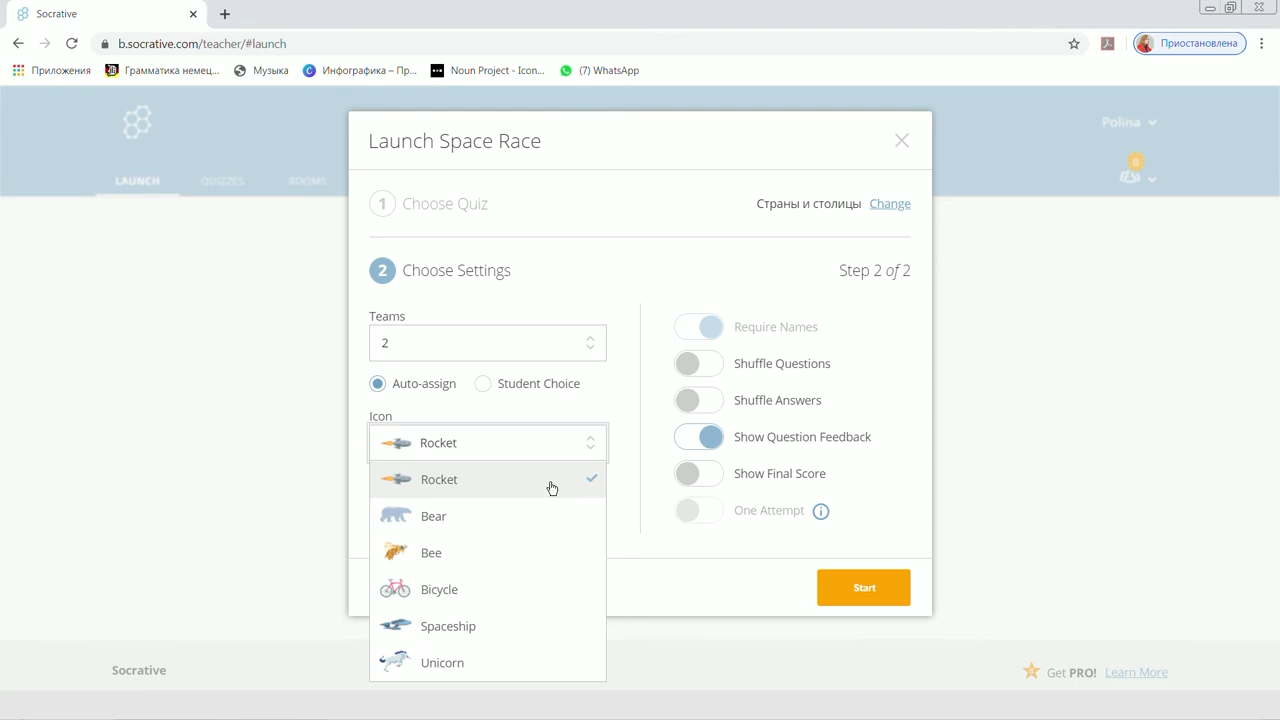 Socrative
b.socrative.com/teacher/#launch
Приостановлена
Приложения
Грамматика немец...
Музыка
Инфографика – Пр...
Noun Project - Icon...
(7) WhatsApp
Polina
0
LAUNCH
QUIZZES
ROOMS
Launch Space Race
1 Choose Quiz
Страны и столицы Change
2 Choose Settings
Step 2 of 2
Teams
2
Auto-assign
Student Choice
Icon
Rocket
Rocket
Bear
Bee
Bicycle
Spaceship
Unicorn
Require Names
Shuffle Questions
Shuffle Answers
Show Question Feedback
Show Final Score
One Attempt
Start
Socrative
Get PRO! Learn More